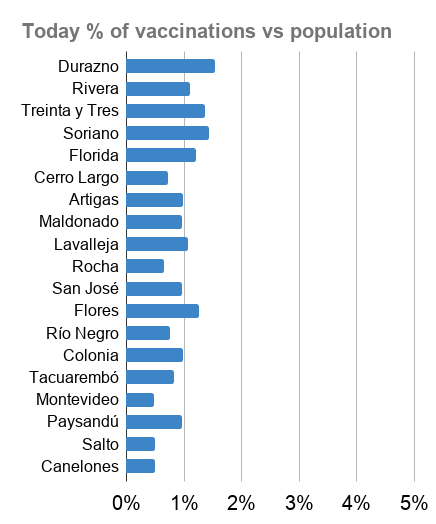 Today % of vaccinations vs population
Durazno
Rivera
Treinta y Tres
Soriano
Florida
Cerro Largo
Artigas
Maldonado
Lavalleja
Rocha
San José
Flores
Río Negro
Colonia
Tacuarembó
Montevideo
Paysandú
Salto
Canelones
0% 1% 2% 3% 4% 5%